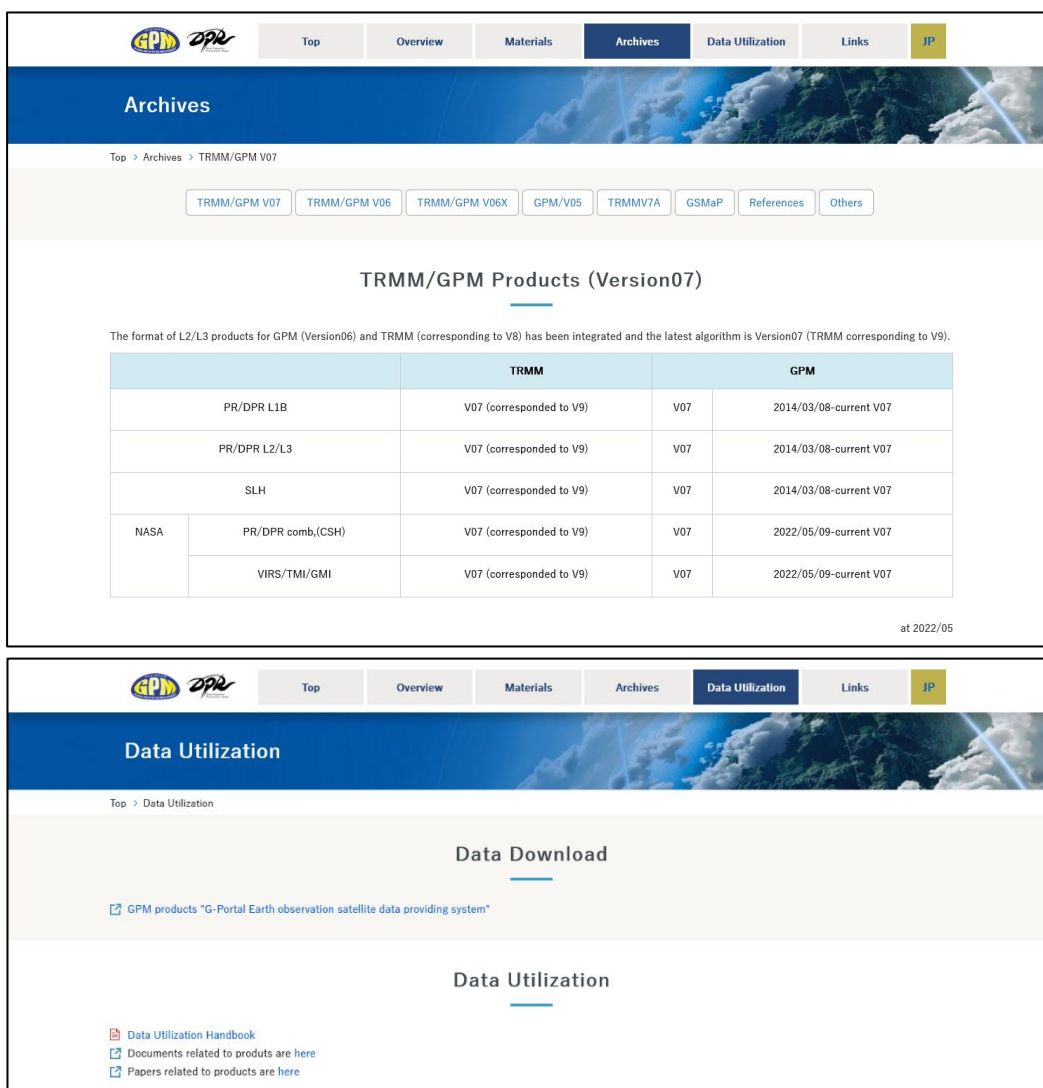 GPM DPR Top Overview Materials Archives Data Utilization Links JP
Archives
Top > Archives > TRMM/GPM V07
TRMM/GPM V07 TRMM/GPM V06 TRMM/GPM V06X GPM/V05 TRMMV7A GSMaP References Others
TRMM/GPM Products (Version07)
The format of L2/L3 products for GPM (Version06) and TRMM (corresponding to V8) has been integrated and the latest algorithm is Version07 (TRMM corresponding to V9).
TRMM GPM
PR/DPR L1B V07 (corresponded to V9) V07 2014/03/08-current V07
PR/DPR L2/L3 V07 (corresponded to V9) V07 2014/03/08-current V07
SLH V07 (corresponded to V9) V07 2014/03/08-current V07
NASA PR/DPR comb,(CSH) V07 (corresponded to V9) V07 2022/05/09-current V07
VIRS/TMI/GMI V07 (corresponded to V9) V07 2022/05/09-current V07
at 2022/05
GPM DPR Top Overview Materials Archives Data Utilization Links JP
Data Utilization
Top > Data Utilization
Data Download
GPM products "G-Portal Earth observation satellite data providing system"
Data Utilization
Data Utilization Handbook
Documents related to produts are here
Papers related to products are here